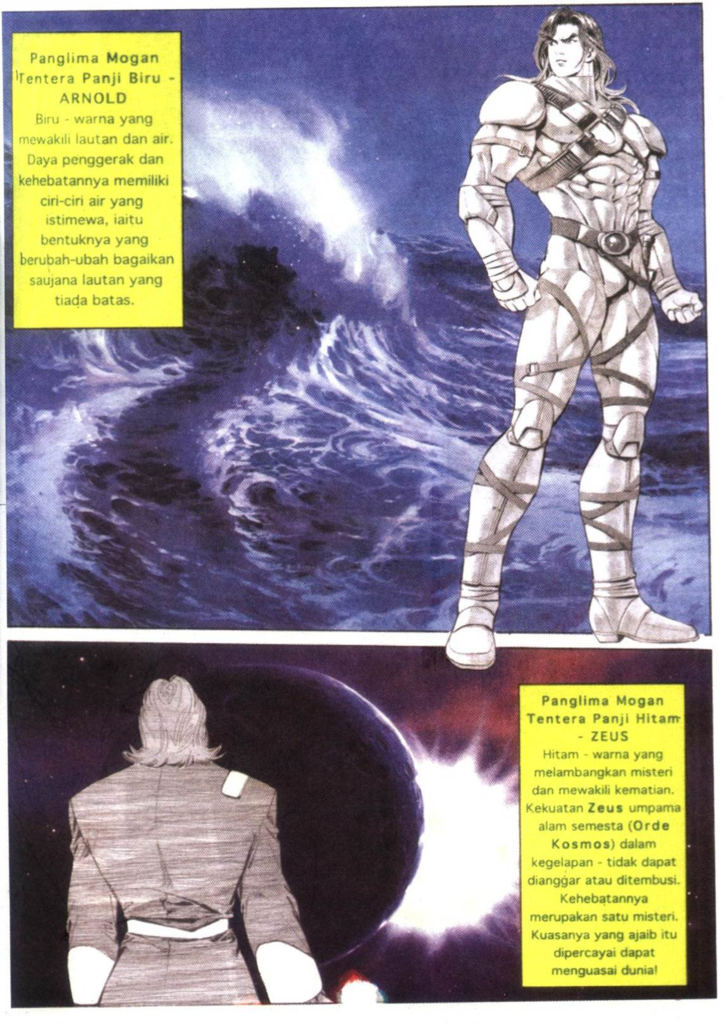 Panglima Mogan
Tentera Panji Biru -
ARNOLD
Biru - warna yang
mewakili lautan dan air.
Daya penggerak dan
kehebatannya memiliki
ciri-ciri air yang
istimewa, iaitu
bentuknya yang
berubah-ubah bagaikan
saujana lautan yang
tiada batas.
Panglima Mogan
Tentera Panji Hitam
- ZEUS
Hitam - warna yang
melambangkan misteri
dan mewakili kematian.
Kekuatan Zeus umpama
alam semesta (Orde
Kosmos) dalam
kegelapan - tidak dapat
dianggar atau ditembusi.
Kehebatannya
merupakan satu misteri.
Kuasanya yang ajaib itu
dipercayai dapat
menguasai dunia!